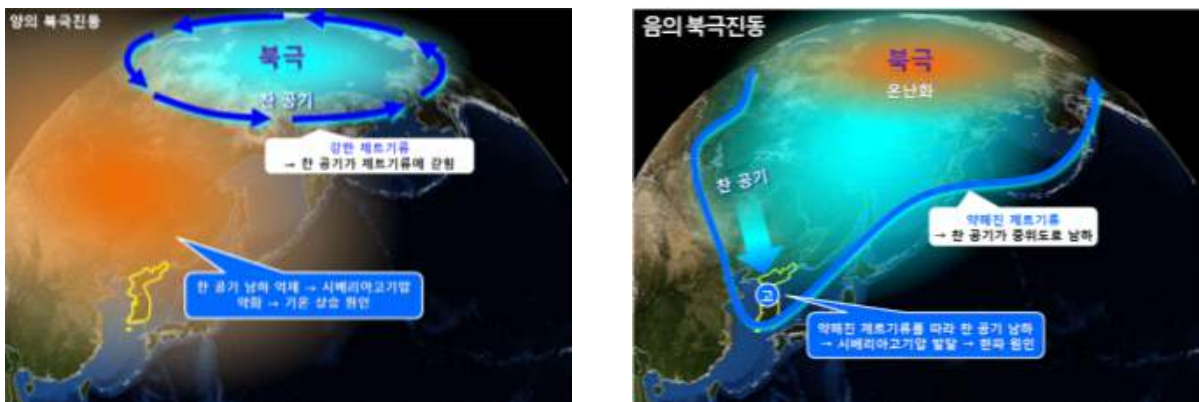 양의 북극진동
북극
찬 공기
강한 제트기류
→ 찬 공기가 제트기류에 갇힘
찬 공기 남하 억제 → 시베리아고기압
약화 → 기온 상승 원인
음의 북극진동
북극
온난화
찬 공기
약해진 제트기류
→ 찬 공기가 중위도로 남하
고
약해진 제트기류를 따라 찬 공기 남하
→ 시베리아고기압 발달 → 한파 원인